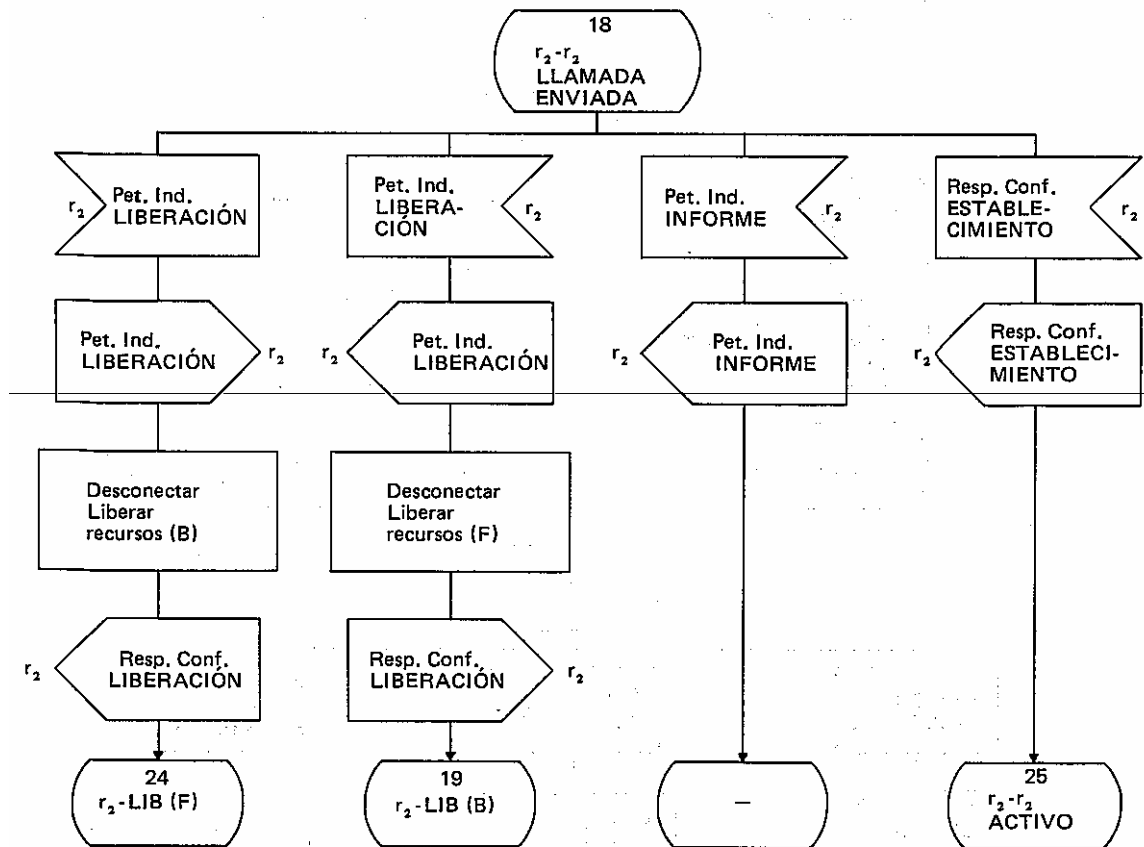 18
r₂-r₂
LLAMADA
ENVIADA
r₂
Pet. Ind.
LIBERACIÓN
Pet. Ind.
LIBERA-
CIÓN
r₂
Pet. Ind.
INFORME
r₂
Resp. Conf.
ESTABLE-
CIMIENTO
r₂
Pet. Ind.
LIBERACIÓN
r₂
r₂
Pet. Ind.
LIBERACIÓN
r₂
Pet. Ind.
INFORME
r₂
Resp. Conf.
ESTABLECI-
MIENTO
Desconectar
Liberar
recursos (B)
Desconectar
Liberar
recursos (F)
r₂
Resp. Conf.
LIBERACIÓN
Resp. Conf.
LIBERACIÓN
r₂
24
r₂-LIB (F)
19
r₂-LIB (B)
—
25
r₂-r₂
ACTIVO